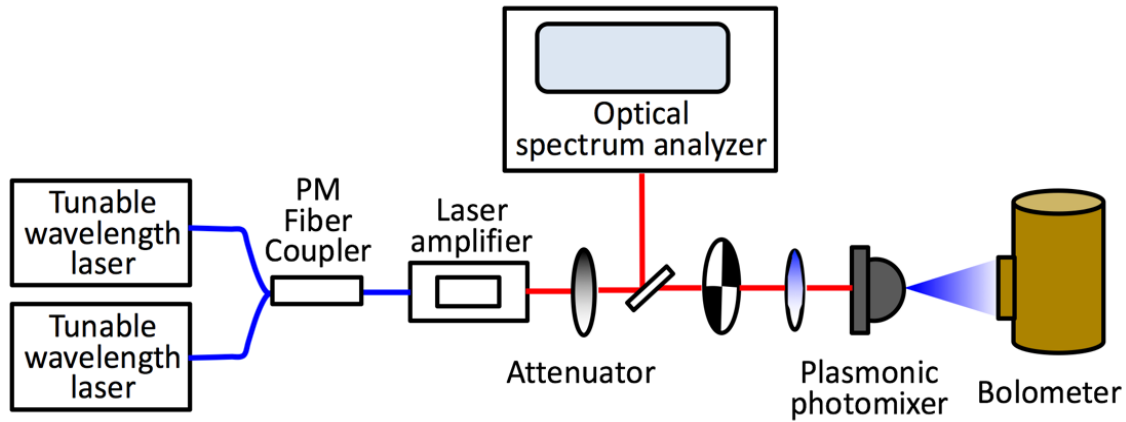 Optical
spectrum analyzer
Tunable
wavelength
laser
PM
Fiber
Coupler
Laser
amplifier
Tunable
wavelength
laser
Attenuator
Plasmonic
photomixer
Bolometer